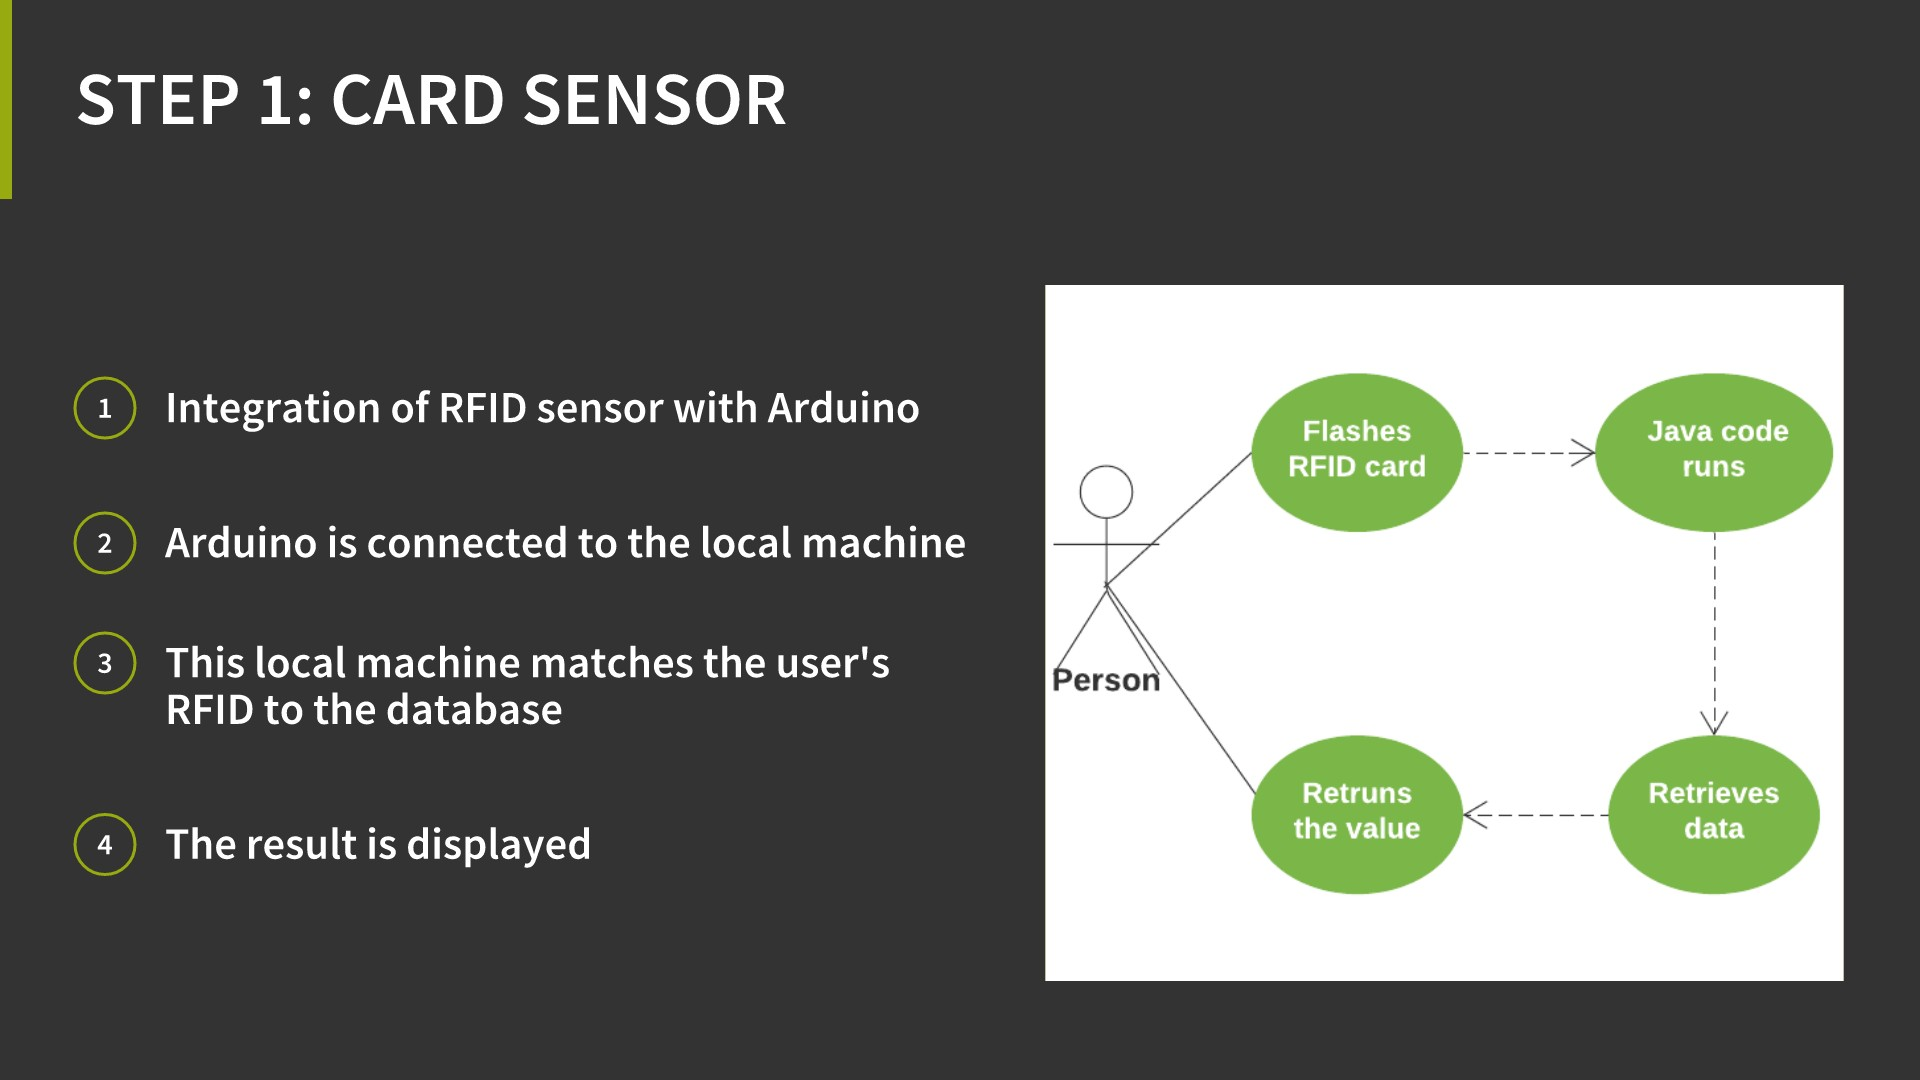 STEP 1: CARD SENSOR
1
Integration of RFID sensor with Arduino
2
Arduino is connected to the local machine
3
This local machine matches the user's
RFID to the database
4
The result is displayed
Flashes
RFID card
Java code
runs
Person
Retruns
the value
Retrieves
data